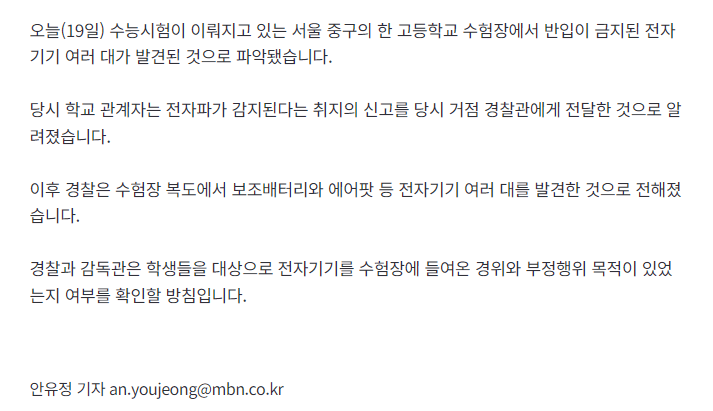 오늘(19일) 수능시험이 이뤄지고 있는 서울 중구의 한 고등학교 수험장에서 반입이 금지된 전자
기기 여러 대가 발견된 것으로 파악됐습니다.
당시 학교 관계자는 전자파가 감지된다는 취지의 신고를 당시 거점 경찰관에게 전달한 것으로 알
려졌습니다.
이후 경찰은 수험장 복도에서 보조배터리와 에어팟 등 전자기기 여러 대를 발견한 것으로 전해졌
습니다.
경찰과 감독관은 학생들을 대상으로 전자기기를 수험장에 들여온 경위와 부정행위 목적이 있었
는지 여부를 확인할 방침입니다.
안유정 기자 an.youjeong@mbn.co.kr